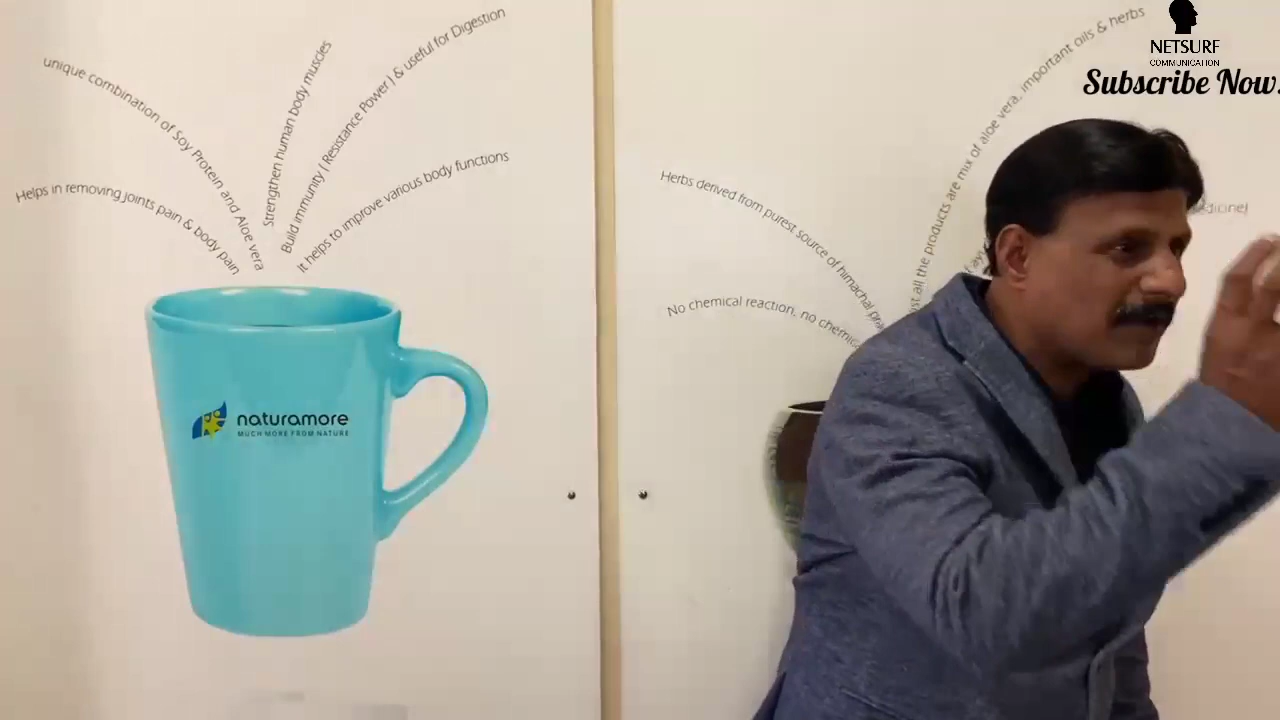 unique combination of Soy Protein and Aloe vera
Helps in removing joints pain & body pain
Strengthen human body muscles
Build immunity (Resistance Power) & useful for Digestion
It helps to improve various body functions
naturamore
MUCH MORE FROM NATURE
Herbs derived from purest source of himachal
No chemical reaction, no
all the products are mix of aloe vera, important oils & herbs
NETSURF
COMMUNICATION
Subscribe Now